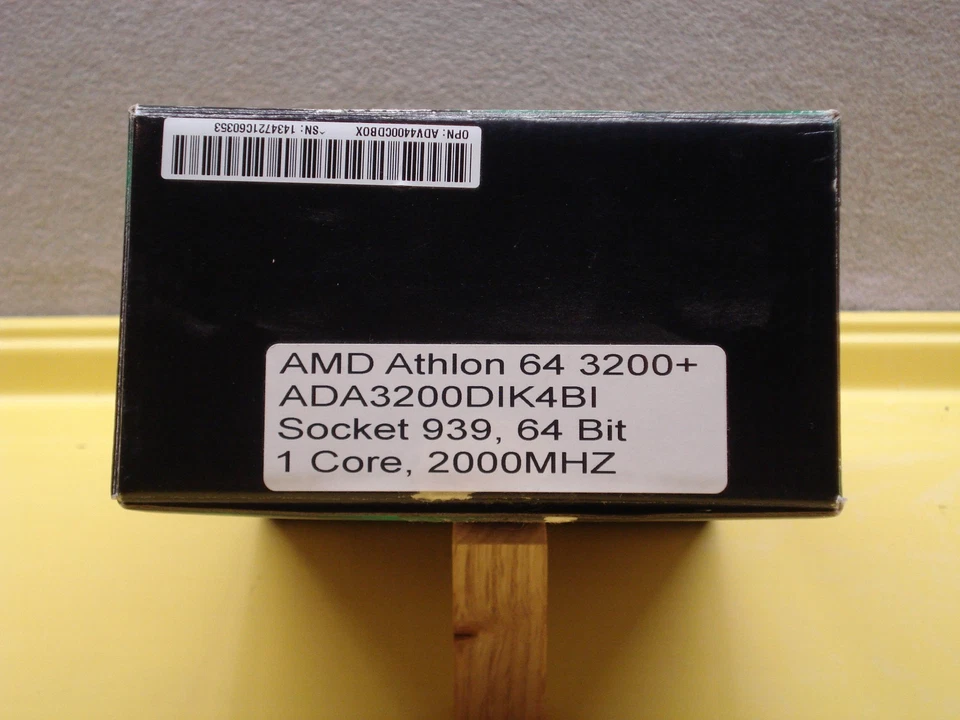 OPN: ADV4400CDBOX ^SN: 1434721C60353
AMD Athlon 64 3200+
ADA3200DIK4BI
Socket 939, 64 Bit
1 Core, 2000MHZ